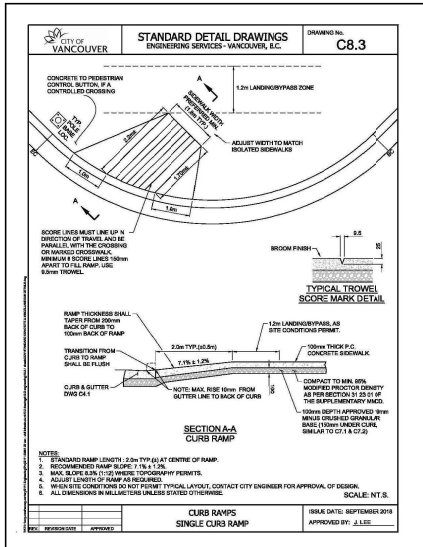 CITY OF
VANCOUVER
STANDARD DETAIL DRAWINGS
ENGINEERING SERVICES - VANCOUVER, B.C.
DRAWING No.
C8.3
CONCRETE TO PEDESTRIAN
CONTROL BUTTON, IF A
CONTROLLED CROSSING
TYP.
POLE
BASE
LOC.
A
SIDEWALK WIDTH
PREFERRED MIN.
(1.8m TYP.)
1.2m LANDING/BYPASS ZONE
ADJUST WIDTH TO MATCH
ISOLATED SIDEWALKS
BC
BC
1.0m
1.5m
A
SCORE LINES MUST LINE UP N
DIRECTION OF TRAVEL AND BE
PARALLEL WITH THE CROSSING
OR MARKED CROSSWALK.
MINIMUM 8 SCORE LINES 150mm
APART TO FILL RAMP. USE
9.5mm TROWEL.
9.5
BROOM FINISH
25
TYPICAL TROWEL
SCORE MARK DETAIL
RAMP THICKNESS SHALL
TAPER FROM 200mm
BACK OF CURB TO
100mm BACK OF RAMP
2.0m TYP.(±0.5m)
1.2m LANDING/BYPASS, AS
SITE CONDITIONS PERMIT.
TRANSITION FROM
CURB TO RAMP
SHALL BE FLUSH
7.1% ± 1.2%
100mm THICK P.C.
CONCRETE SIDEWALK
CURB & GUTTER
DWG C4.1
NOTE: MAX. RISE 10mm FROM
GUTTER LINE TO BACK OF CURB
COMPACT TO MIN. 95%
MODIFIED PROCTOR DENSITY
AS PER SECTION 31 23 01 OF
THE SUPPLEMENTARY MMCD.
100mm DEPTH APPROVED 19mm
MINUS CRUSHED GRANULAR
BASE (150mm UNDER CURB,
SIMILAR TO C7.1 & C7.2)
SECTION A-A
CURB RAMP
NOTES:
1. STANDARD RAMP LENGTH : 2.0m TYP.(±) AT CENTRE OF RAMP.
2. RECOMMENDED RAMP SLOPE: 7.1% ± 1.2%.
3. MAX. SLOPE 8.3% (1:12) WHERE TOPOGRAPHY PERMITS.
4. ADJUST LENGTH OF RAMP AS REQUIRED.
5. WHEN SITE CONDITIONS DO NOT PERMIT TYPICAL LAYOUT, CONTACT CITY ENGINEER FOR APPROVAL OF DESIGN.
6. ALL DIMENSIONS IN MILLMETERS UNLESS STATED OTHERWISE.
SCALE: N.T.S.
REV. REVISION DATE APPROVED
CURB RAMPS
SINGLE CURB RAMP
ISSUE DATE: SEPTEMBER 2018
APPROVED BY: J. LEE